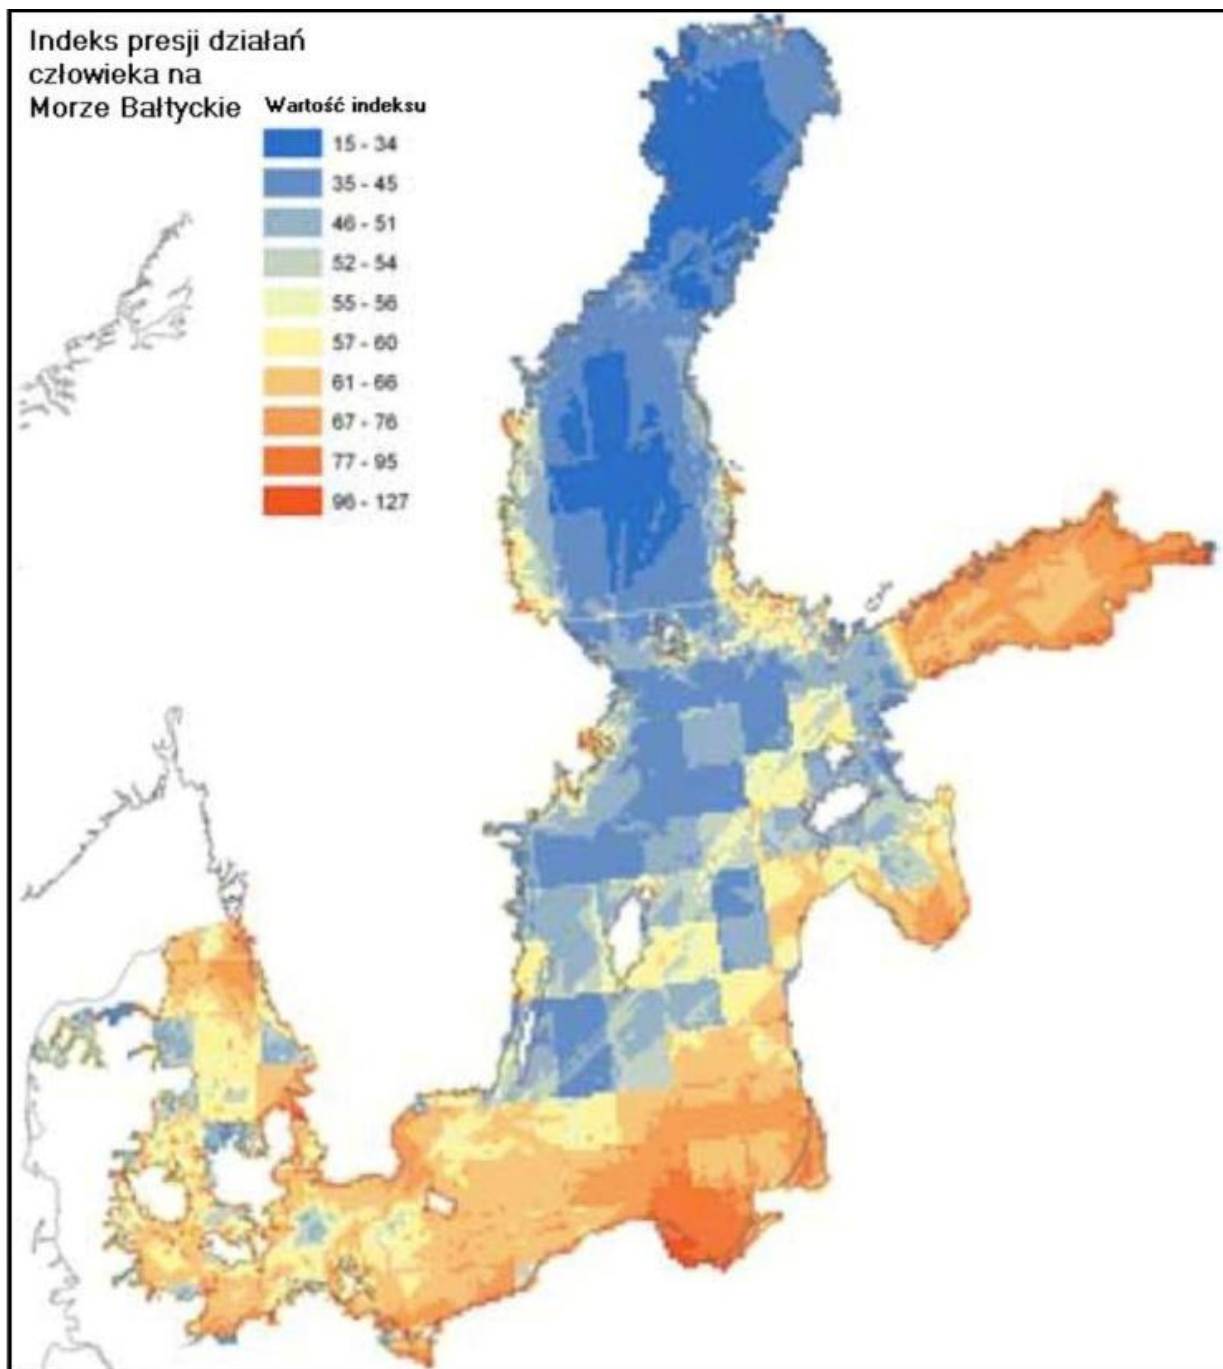 Indeks presji działań
człowieka na
Morze Bałtyckie
Wartość indeksu
15 - 34
35 - 45
46 - 51
52 - 54
55 - 56
57 - 60
61 - 66
67 - 76
77 - 95
96 - 127